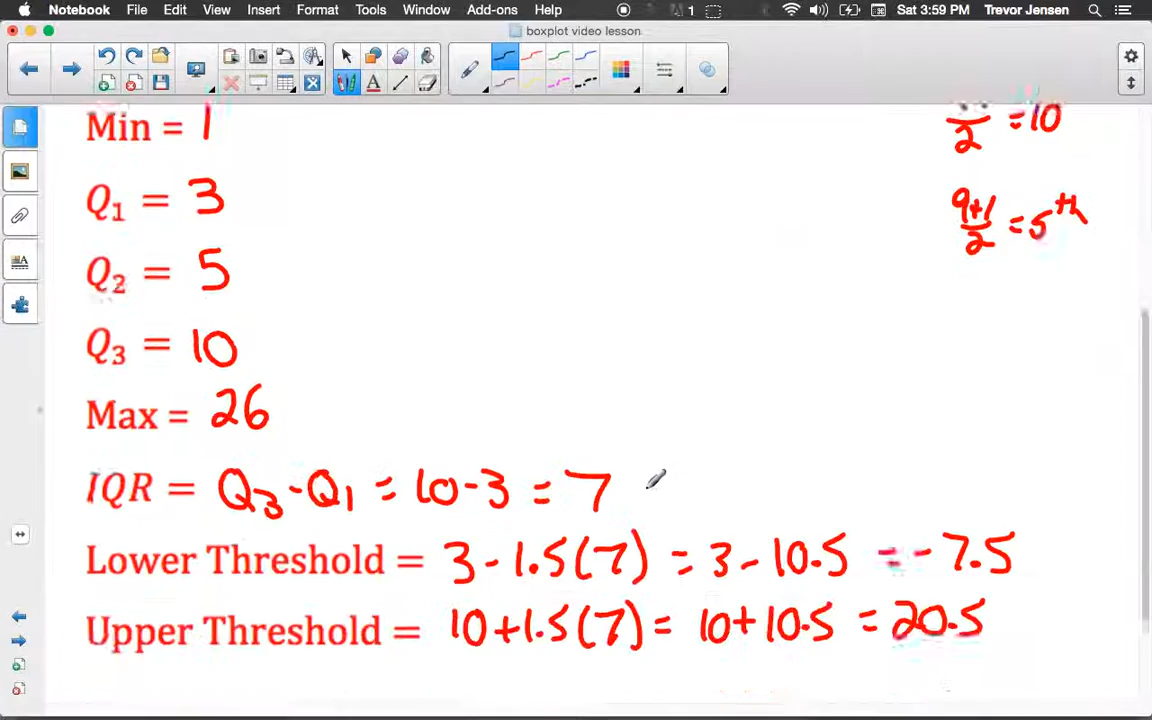 Notebook File Edit View Insert Format Tools Window Add-ons Help 1 Sat 3:59 PM Trevor Jensen
boxplot video lesson
Min = 1
2 = 10
9+1
2 = 5th
Q1 = 3
Q2 = 5
Q3 = 10
Max = 26
IQR = Q3 - Q1 = 10 - 3 = 7
Lower Threshold = 3 - 1.5(7) = 3 - 10.5 = -7.5
Upper Threshold = 10 + 1.5(7) = 10 + 10.5 = 20.5